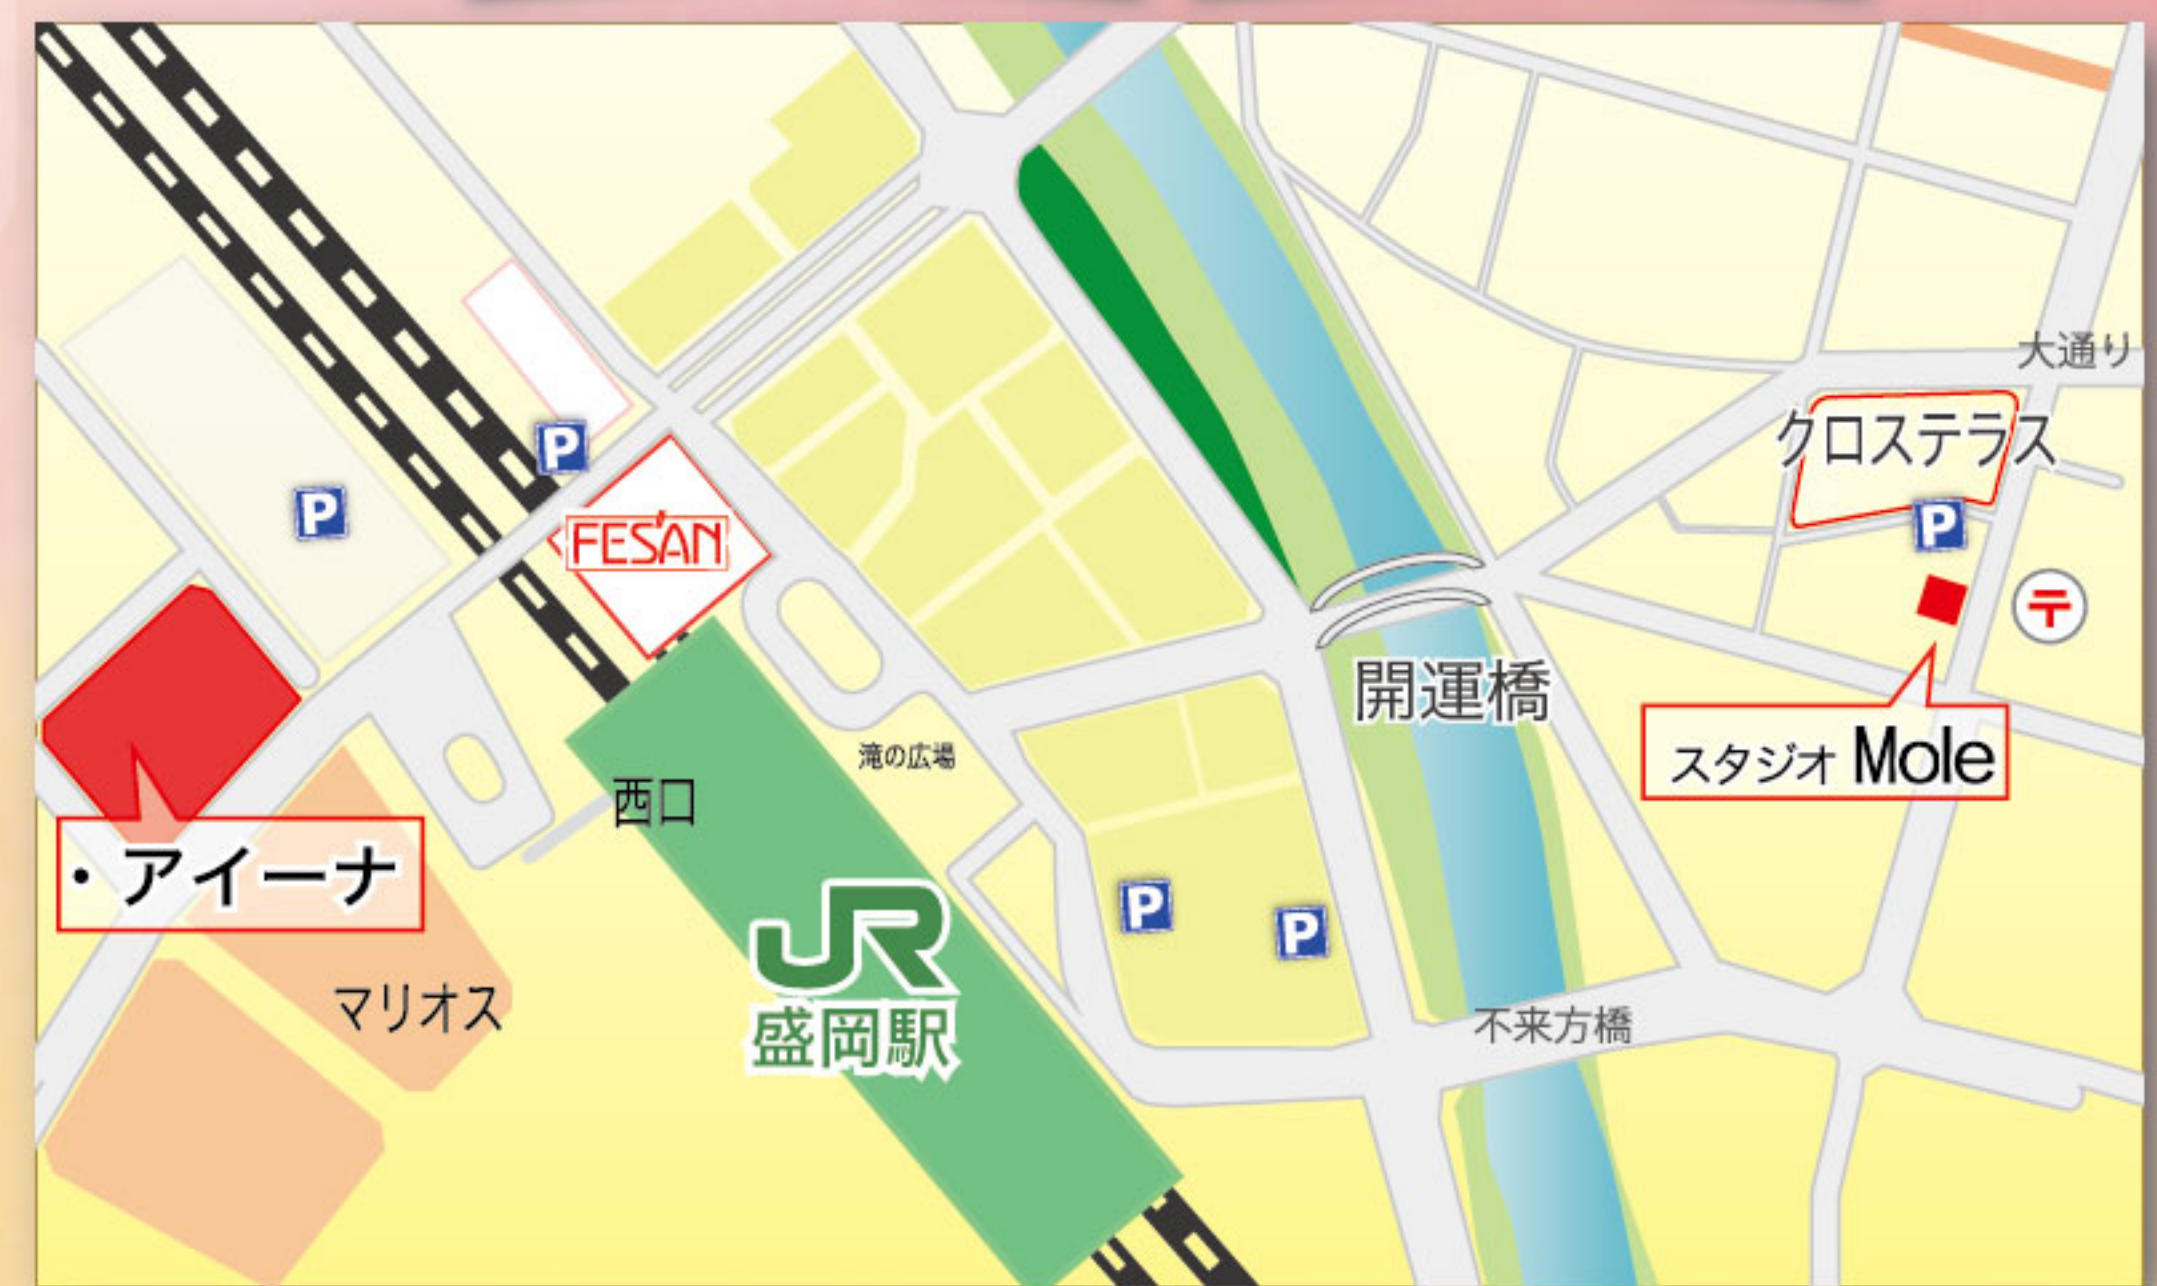 大通り
クロステラス
P
P
P
P
FES'AN
〒
開運橋
スタジオ Mole
滝の広場
西口
・アイーナ
P
P
JR
盛岡駅
マリオス
不来方橋